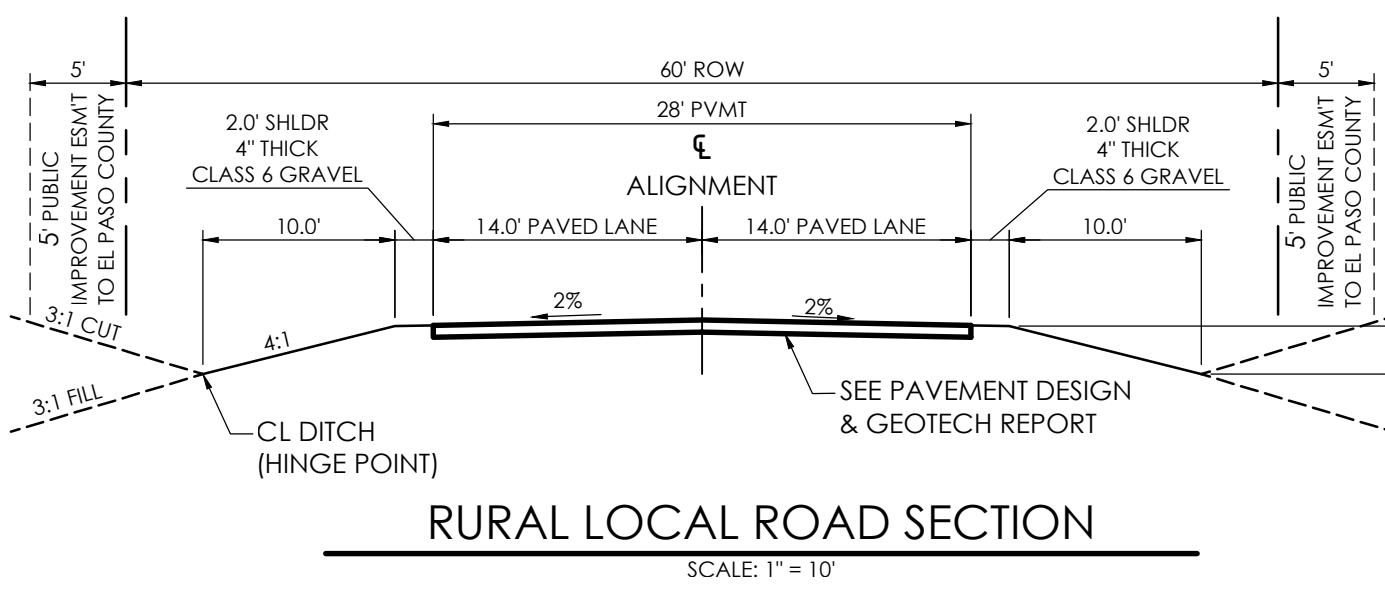 5'
60' ROW
5'
28' PVMT
2.0' SHLDR
4" THICK
CLASS 6 GRAVEL
℄
ALIGNMENT
2.0' SHLDR
4" THICK
CLASS 6 GRAVEL
5' PUBLIC
IMPROVEMENT ESM'T
TO EL PASO COUNTY
10.0'
14.0' PAVED LANE
14.0' PAVED LANE
10.0'
5' PUBLIC
IMPROVEMENT ESM'T
TO EL PASO COUNTY
3:1 CUT
4:1
2%
2%
3:1 FILL
CL DITCH
(HINGE POINT)
SEE PAVEMENT DESIGN
& GEOTECH REPORT
RURAL LOCAL ROAD SECTION
SCALE: 1" = 10'